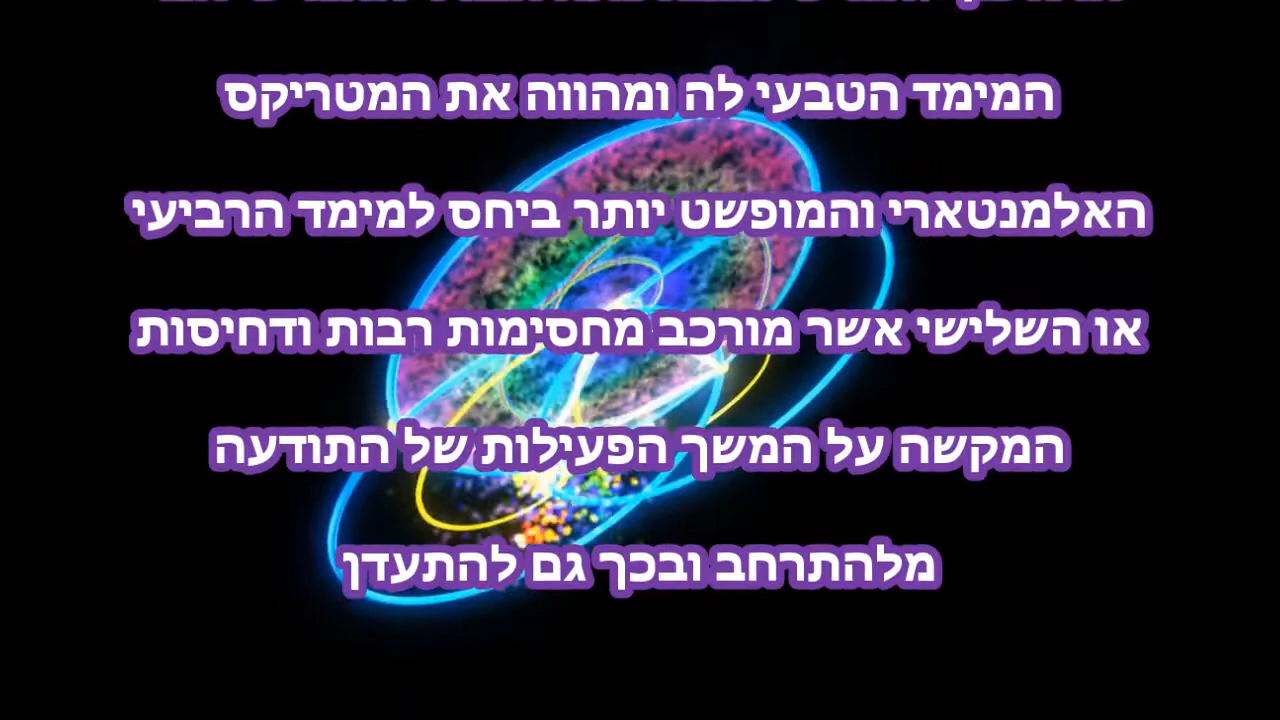 המימד הטבעי לה ומהווה את המטריקס
האלמנטארי והמופשט יותר ביחס למימד הרביעי
או השלישי אשר מורכב מחסימות רבות ודחיסות
המקשה על המשך הפעילות של התודעה
מלהתרחב ובכך גם להתעדן